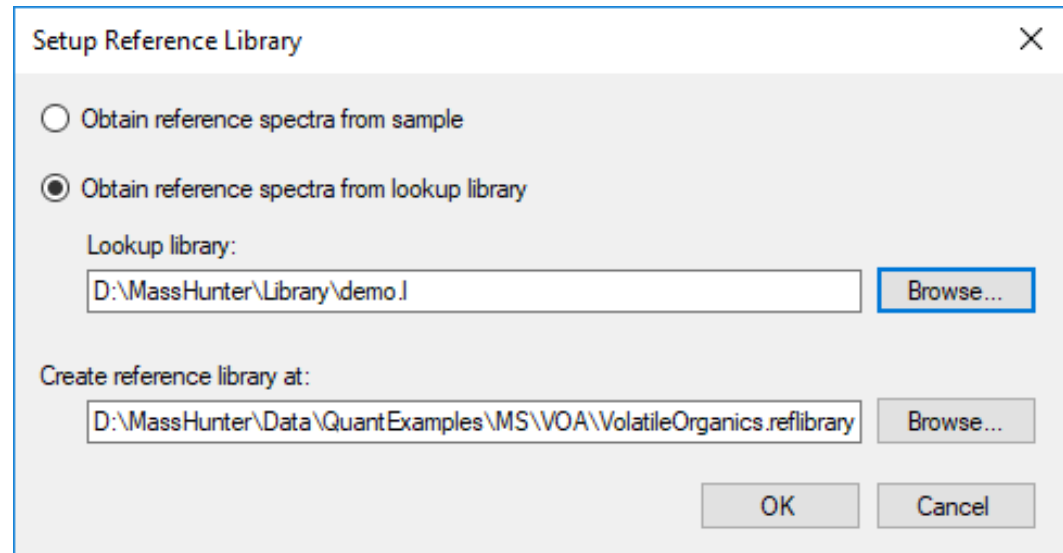 Setup Reference Library
Obtain reference spectra from sample
Obtain reference spectra from lookup library
Lookup library:
D:\MassHunter\Library\demo.l
Browse...
Create reference library at:
D:\MassHunter\Data\QuantExamples\MS\VOA\VolatileOrganics.reflibrary
Browse...
OK
Cancel